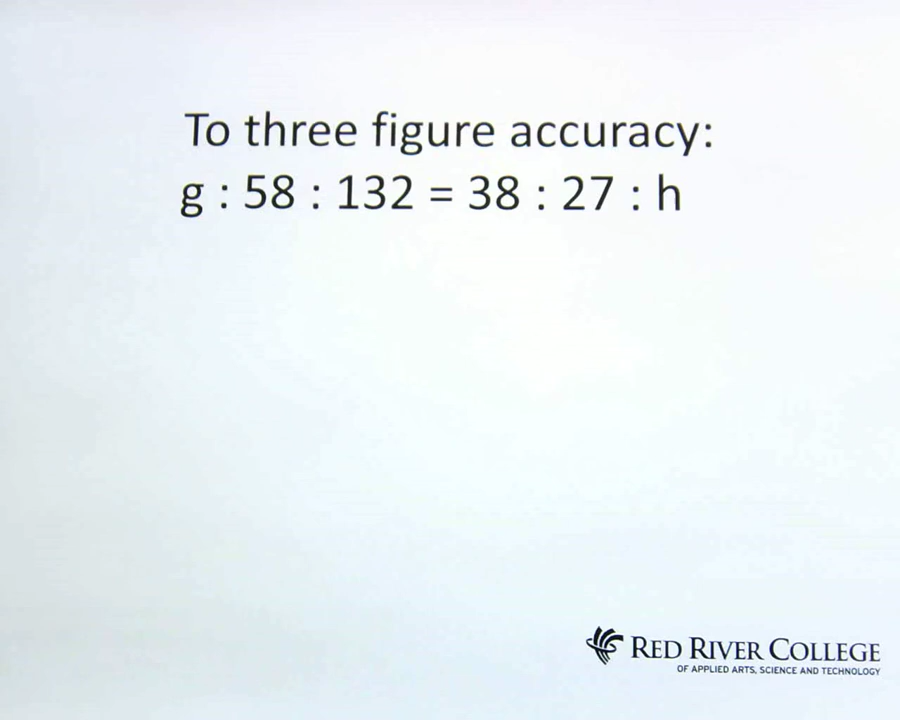 To three figure accuracy:
g : 58 : 132 = 38 : 27 : h
RED RIVER COLLEGE
OF APPLIED ARTS, SCIENCE AND TECHNOLOGY